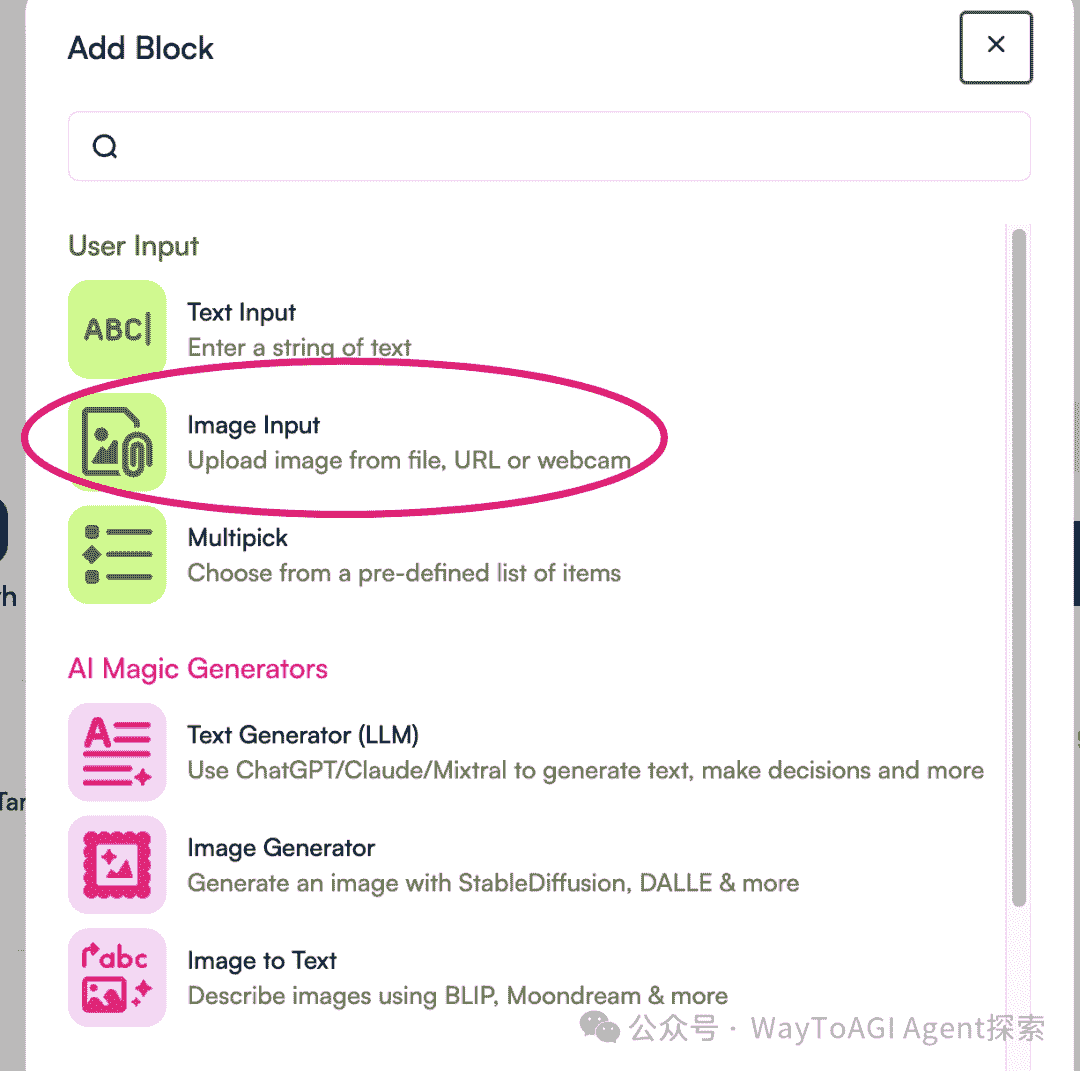 Add Block
User Input
ABC
Text Input
Enter a string of text
Image Input
Upload image from file, URL or webcam
Multipick
Choose from a pre-defined list of items
AI Magic Generators
A
Text Generator (LLM)
Use ChatGPT/Claude/Mixtral to generate text, make decisions and more
Image Generator
Generate an image with StableDiffusion, DALLE & more
abc
Image to Text
Describe images using BLIP, Moondream & more
公众号 · WayToAGI Agent探索